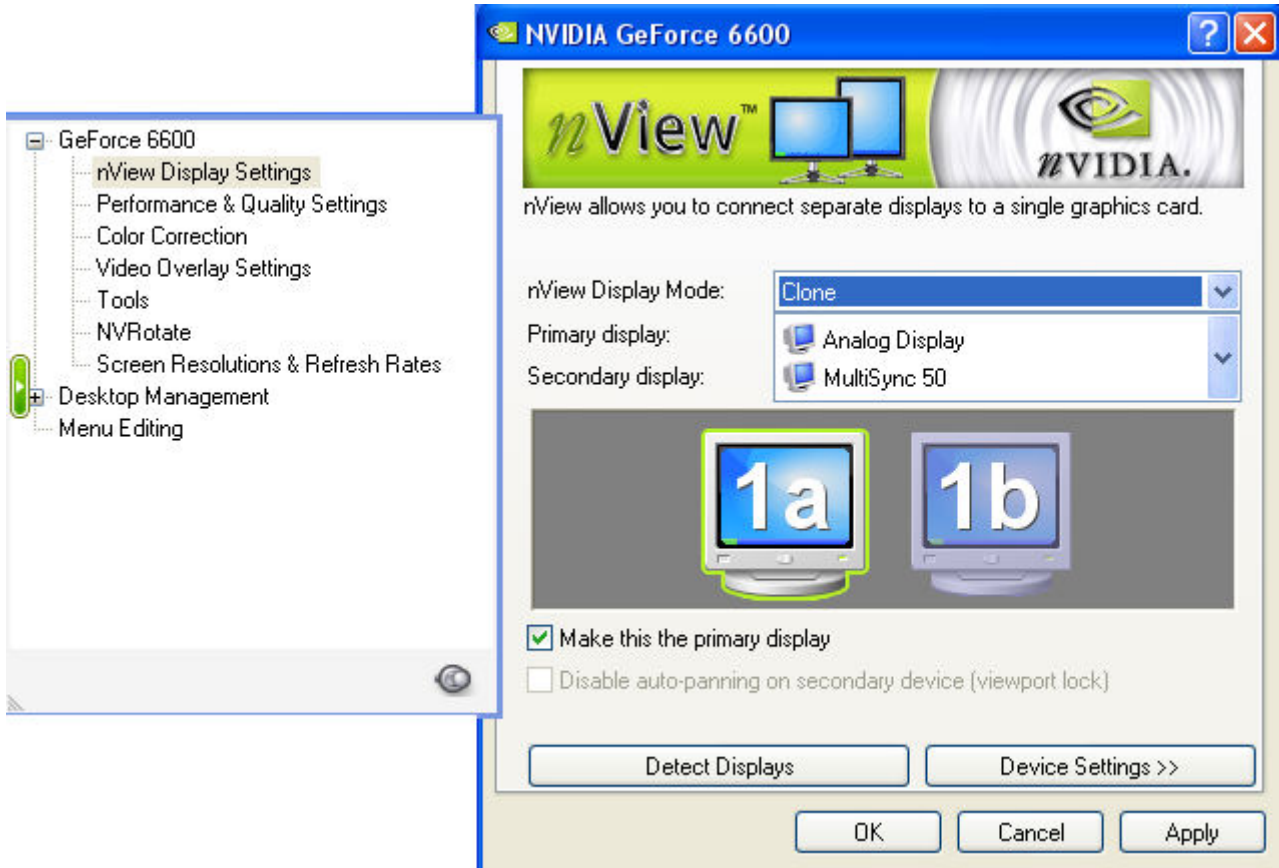 NVIDIA GeForce 6600
nView™
NVIDIA.
nView allows you to connect separate displays to a single graphics card.
GeForce 6600
nView Display Settings
Performance & Quality Settings
Color Correction
Video Overlay Settings
Tools
NVRotate
Screen Resolutions & Refresh Rates
Desktop Management
Menu Editing
nView Display Mode: Clone
Primary display: Analog Display
Secondary display: MultiSync 50
1a 1b
Make this the primary display
Disable auto-panning on secondary device (viewport lock)
Detect Displays Device Settings >>
OK Cancel Apply